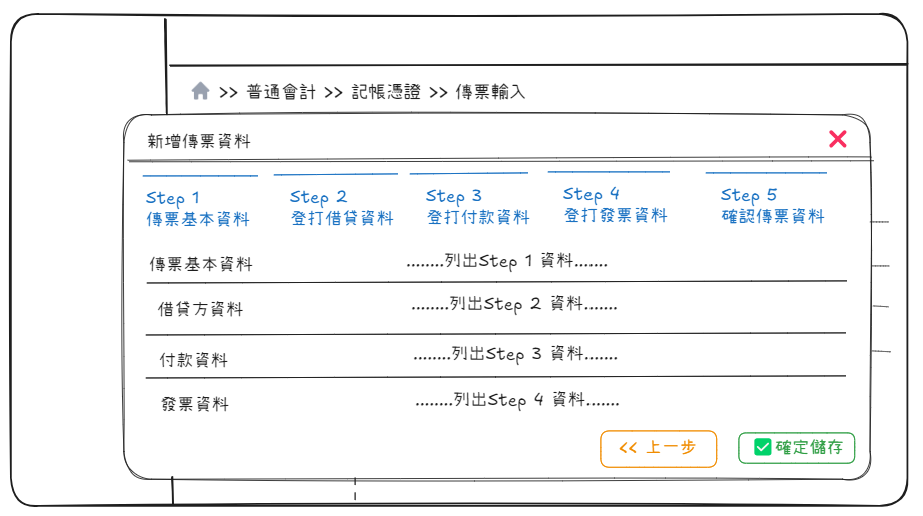 >> 普通會計 >> 記帳憑證 >> 傳票輸入
新增傳票資料
Step 1
傳票基本資料
Step 2
登打借貸資料
Step 3
登打付款資料
Step 4
登打發票資料
Step 5
確認傳票資料
傳票基本資料 ........列出Step 1 資料.......
借貸方資料 ........列出Step 2 資料.......
付款資料 ........列出Step 3 資料.......
發票資料 ........列出Step 4 資料.......
<< 上一步
確定儲存